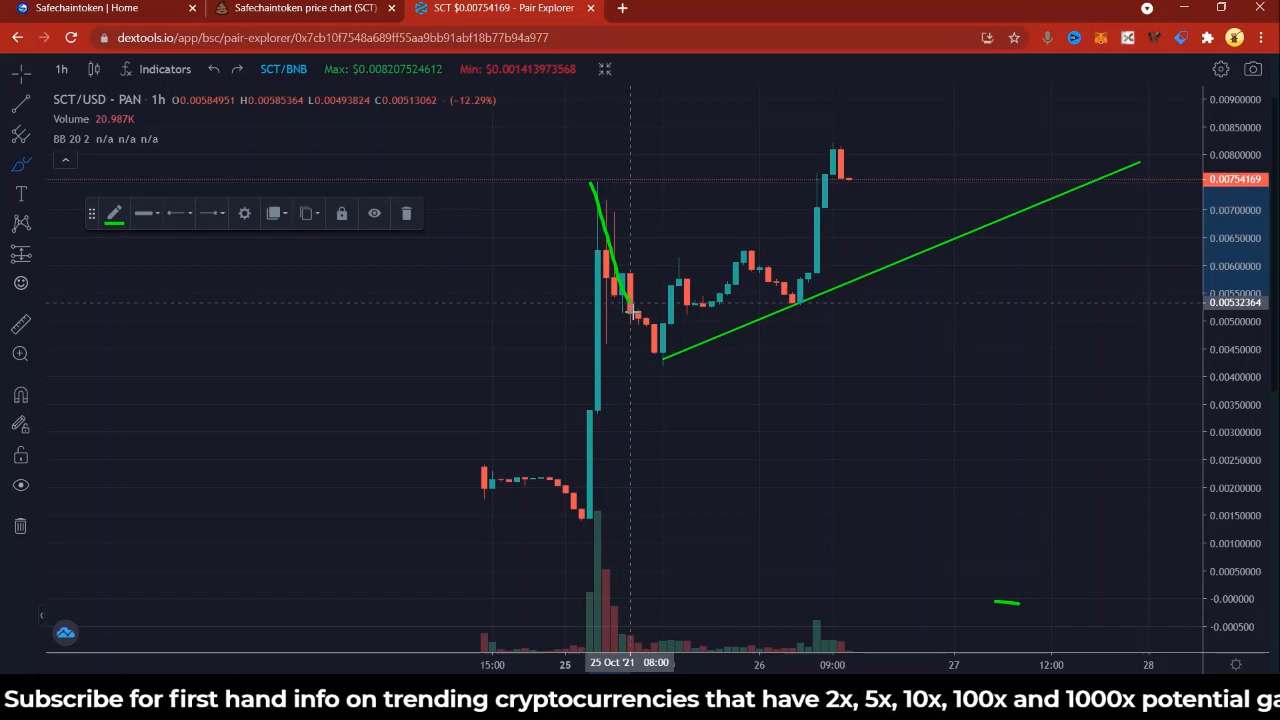 Safechaintoken | Home
Safechaintoken price chart (SCT)
SCT $0.00754169 - Pair Explorer
dextools.io/app/bsc/pair-explorer/0x7cb10f7548a689ff55aa9bb91abf18b77b94a977
1h Indicators SCT/BNB Max: $0.008207524612 Min: $0.001413973568
SCT/USD - PAN · 1h O0.00584951 H0.00585364 L0.00493824 C0.00513062 - (-12.29%)
Volume 20.987K
BB 20 2 n/a n/a n/a
0.00900000
0.00850000
0.00800000
0.00754169
0.00700000
0.00650000
0.00600000
0.00550000
0.00532364
0.00500000
0.00450000
0.00400000
0.00350000
0.00300000
0.00250000
0.00200000
0.00150000
0.00100000
0.00050000
-0.000000
-0.000500
15:00 25 25 Oct '21 08:00 26 09:00 27 12:00 28
Subscribe for first hand info on trending cryptocurrencies that have 2x, 5x, 10x, 100x and 1000x potential ga